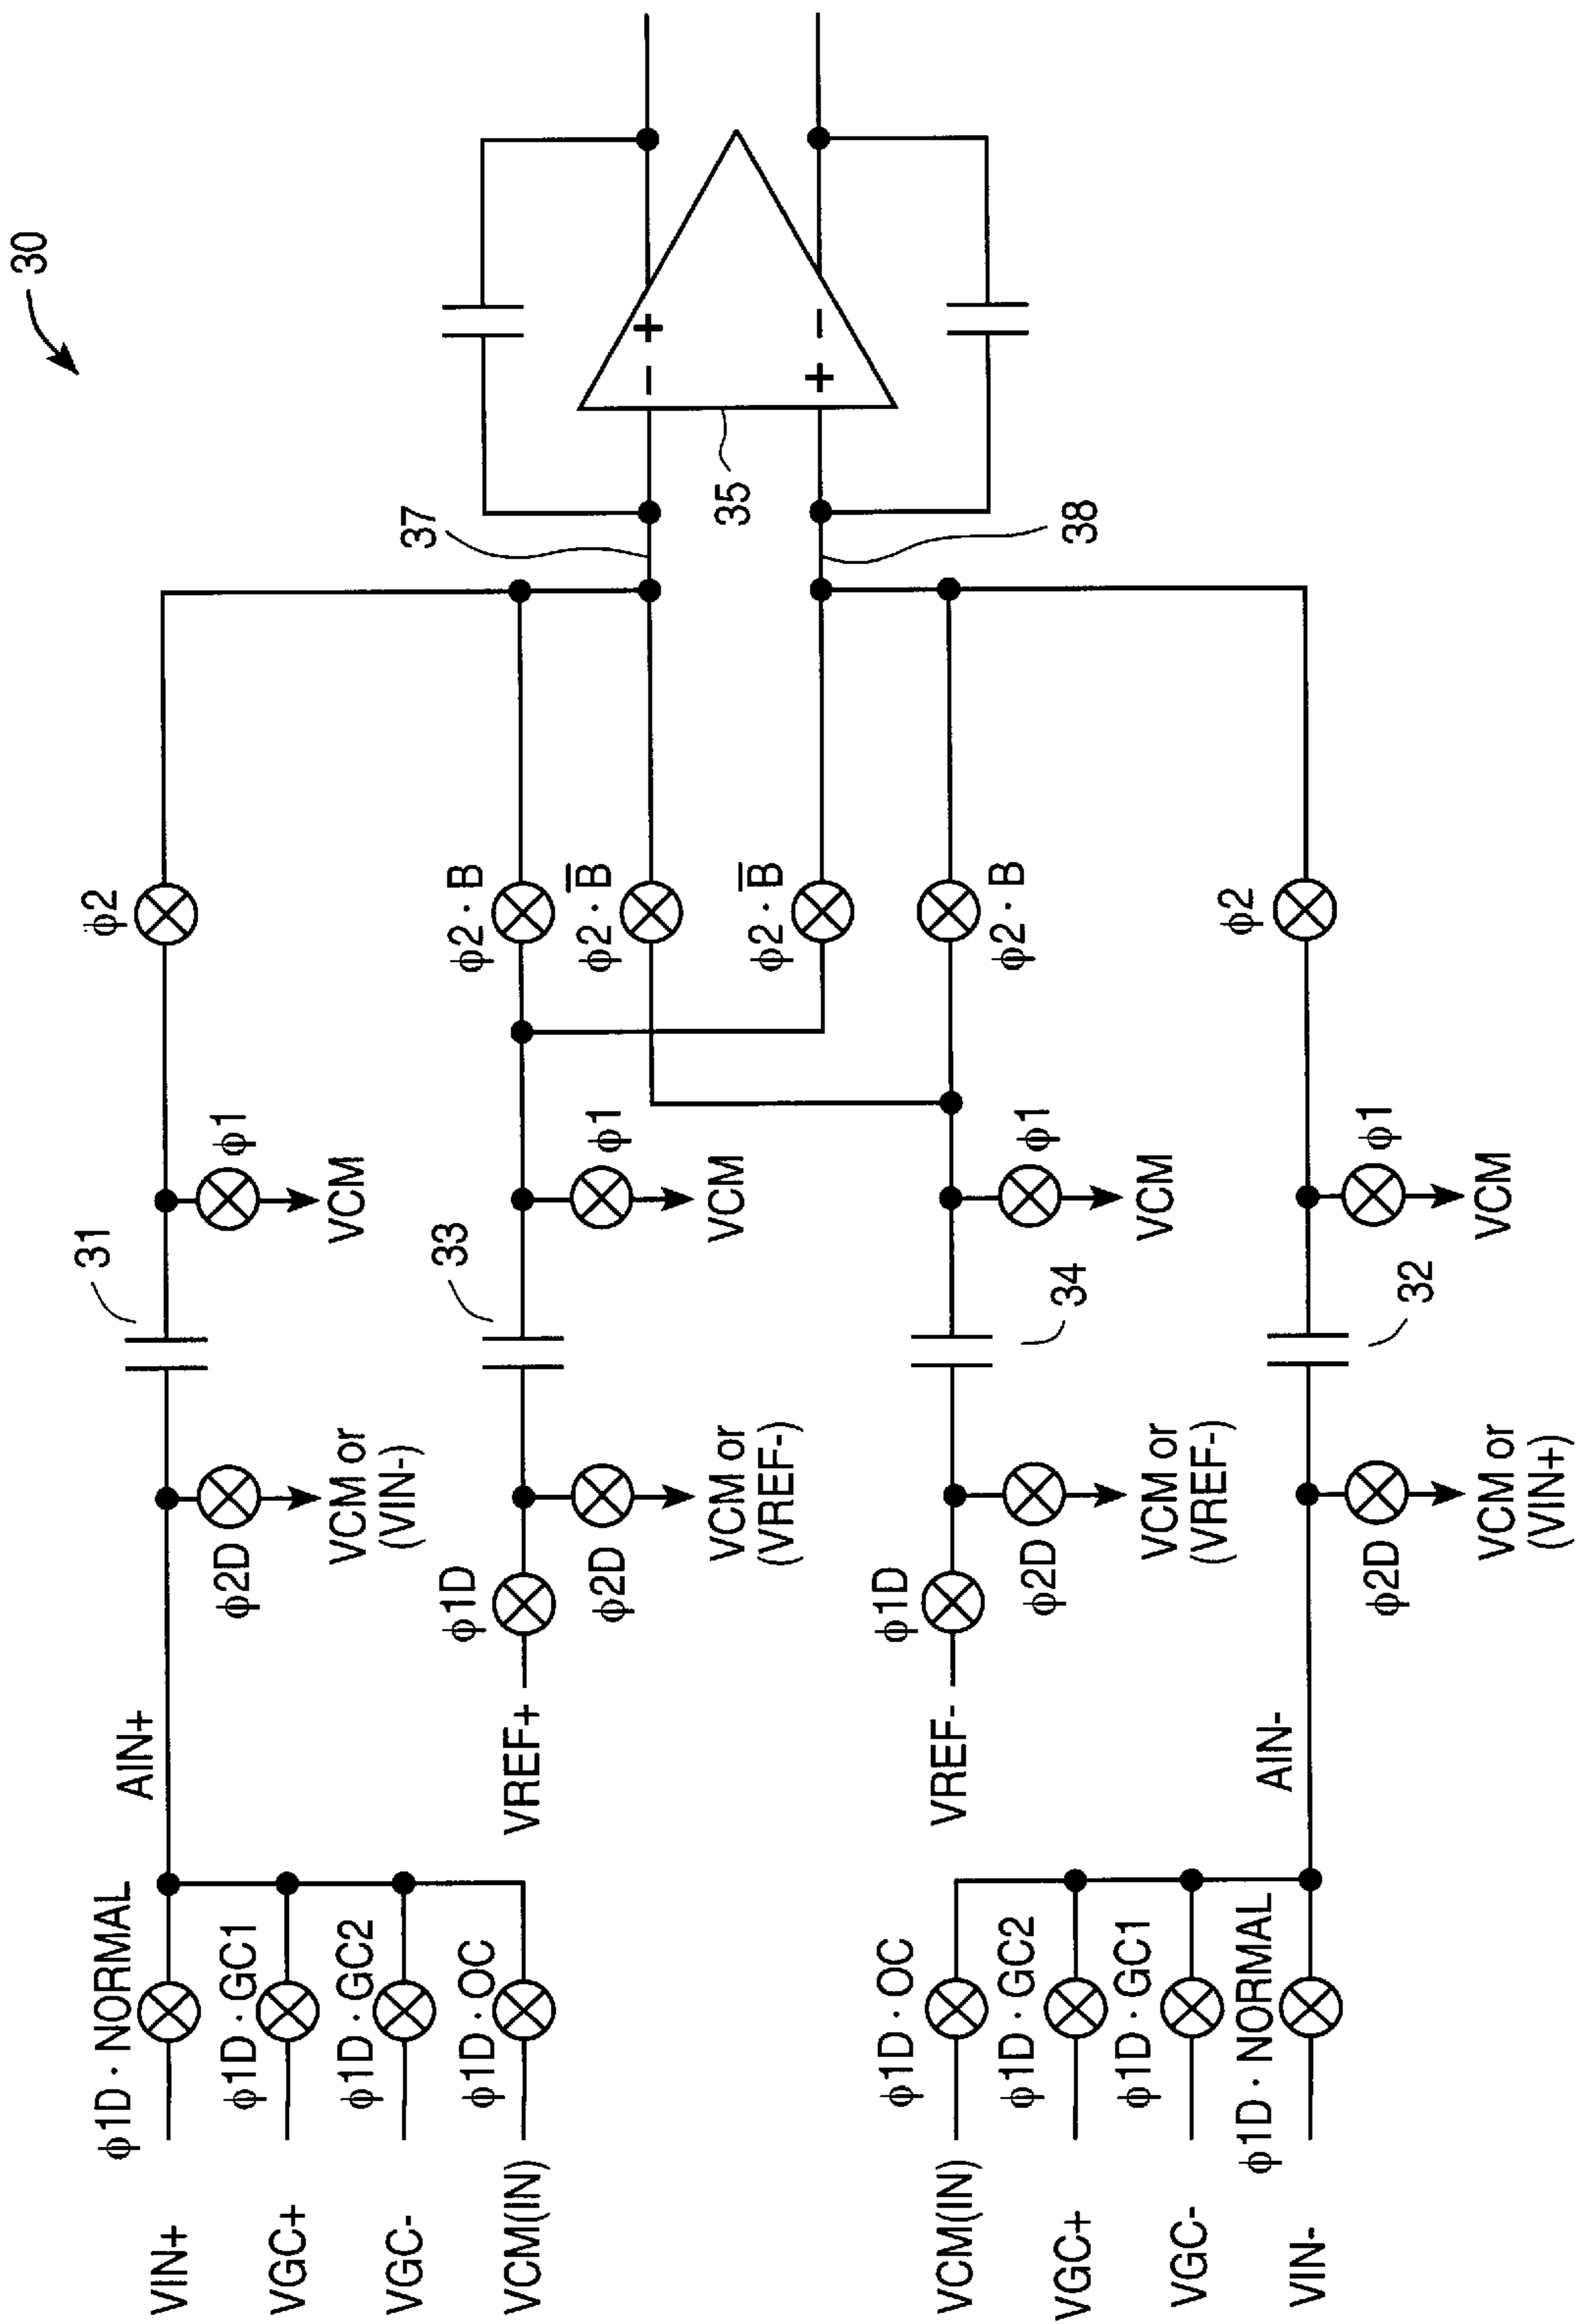 30
VIN+
φ1D · NORMAL
AIN+
φ2D
VCM or
(VIN-)
31
φ1
VCM
φ2
VGC+
φ1D · GC1
VGC-
φ1D · GC2
VCM(IN)
φ1D · OC
VREF+
φ1D
φ2D
VCM or
(VREF-)
33
φ1
VCM
φ2 · B
φ2 · B̅
37
- +
35
+ -
38
φ2 · B̅
φ2 · B
VREF-
φ1D
φ2D
VCM or
(VREF-)
34
φ1
VCM
VCM(IN)
φ1D · OC
VGC+
φ1D · GC2
VGC-
φ1D · GC1
VIN-
φ1D · NORMAL
AIN-
φ2D
VCM or
(VIN+)
32
φ1
VCM
φ2